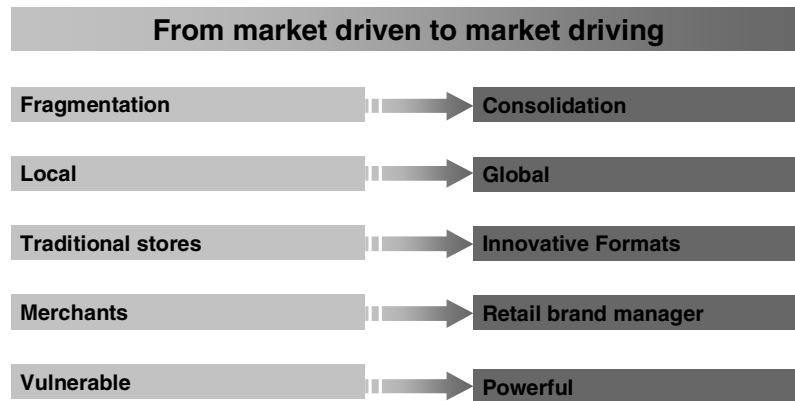 From market driven to market driving
Fragmentation
Consolidation
Local
Global
Traditional stores
Innovative Formats
Merchants
Retail brand manager
Vulnerable
Powerful